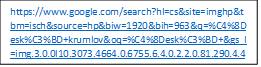 https://www.google.com/search?hl=cs&site=imghp&t
bm=isch&source=hp&biw=1920&bih=963&q=%C4%8D
esk%C3%BD+krumlov&oq=%C4%8Desk%C3%BD+&gs_l
=img.3.0.0l10.3073.4664.0.6755.6.4.0.2.2.0.81.290.4.4